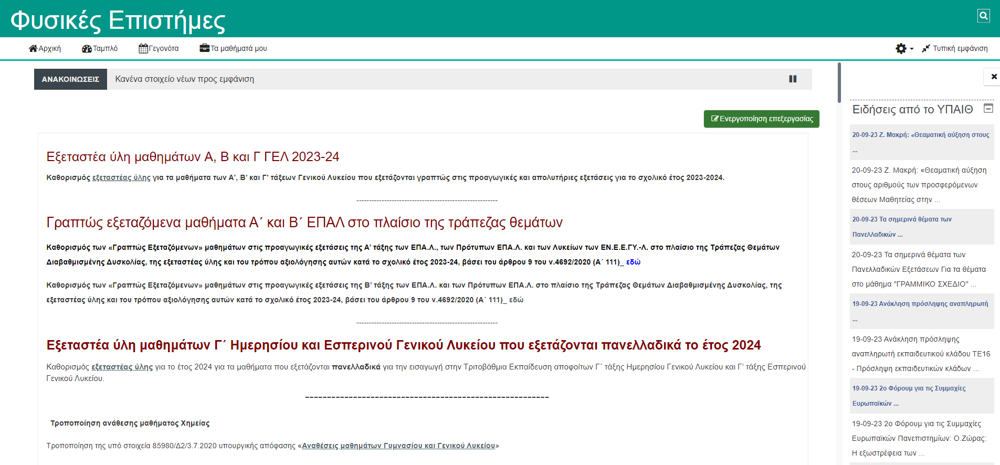 Φυσικές Επιστήμες
Αρχική Ταμπλό Γεγονότα Τα μαθήματά μου Τυπική εμφάνιση
ΑΝΑΚΟΙΝΩΣΕΙΣ Κανένα στοιχείο νέων προς εμφάνιση
Ενεργοποίηση επεξεργασίας
Εξεταστέα ύλη μαθημάτων Α, Β και Γ ΓΕΛ 2023-24
Καθορισμός εξεταστέας ύλης για τα μαθήματα των Α’, Β’ και Γ’ τάξεων Γενικού Λυκείου που εξετάζονται γραπτώς στις προαγωγικές και απολυτήριες εξετάσεις για το σχολικό έτος 2023-2024.
--------------------------------------------------------
Γραπτώς εξεταζόμενα μαθήματα Α΄ και Β΄ ΕΠΑΛ στο πλαίσιο της τράπεζας θεμάτων
Καθορισμός των «Γραπτώς Εξεταζόμενων» μαθημάτων στις προαγωγικές εξετάσεις της Α’ τάξης των ΕΠΑ.Λ., των Πρότυπων ΕΠΑ.Λ. και των Λυκείων των ΕΝ.Ε.Ε.ΓΥ.-Λ. στο πλαίσιο της Τράπεζας Θεμάτων
Διαβαθμισμένης Δυσκολίας, της εξεταστέας ύλης και του τρόπου αξιολόγησης αυτών κατά το σχολικό έτος 2023-24, βάσει του άρθρου 9 του ν.4692/2020 (Α΄ 111)_ εδώ
Καθορισμός των «Γραπτώς Εξεταζόμενων» μαθημάτων στις προαγωγικές εξετάσεις της Β’ τάξης των ΕΠΑ.Λ. και των Πρότυπων ΕΠΑ.Λ. στο πλαίσιο της Τράπεζας Θεμάτων Διαβαθμισμένης Δυσκολίας, της
εξεταστέας ύλης και του τρόπου αξιολόγησης αυτών κατά το σχολικό έτος 2023-24, βάσει του άρθρου 9 του ν.4692/2020 (Α΄ 111)_ εδώ
--------------------------------------------------------
Εξεταστέα ύλη μαθημάτων Γ΄ Ημερησίου και Εσπερινού Γενικού Λυκείου που εξετάζονται πανελλαδικά το έτος 2024
Καθορισμός εξεταστέας ύλης για το έτος 2024 για τα μαθήματα που εξετάζονται πανελλαδικά για την εισαγωγή στην Τριτοβάθμια Εκπαίδευση αποφοίτων Γ΄ τάξης Ημερησίου Γενικού Λυκείου και Γ’ τάξης Εσπερινού
Γενικού Λυκείου.
--------------------------------------------------------
Τροποποίηση ανάθεσης μαθήματος Χημείας
Τροποποίηση της υπό στοιχεία 85980/Δ2/3.7.2020 υπουργικής απόφασης «Αναθέσεις μαθημάτων Γυμνασίου και Γενικού Λυκείου»
Ειδήσεις από το ΥΠΑΙΘ
20-09-23 Ζ. Μακρή: «Θεαματική αύξηση στους
...
20-09-23 Ζ. Μακρή: «Θεαματική αύξηση
στους αριθμούς των προσφερόμενων
θέσεων Μαθητείας στην ...
20-09-23 Τα σημερινά θέματα των
Πανελλαδικών ...
20-09-23 Τα σημερινά θέματα των
Πανελλαδικών Εξετάσεων Για τα θέματα
στο μάθημα "ΓΡΑΜΜΙΚΟ ΣΧΕΔΙΟ" ...
19-09-23 Ανάκληση πρόσληψης αναπληρωτή
...
19-09-23 Ανάκληση πρόσληψης
αναπληρωτή εκπαιδευτικού κλάδου ΤΕ16
- Πρόσληψη εκπαιδευτικών κλάδων ...
19-09-23 2ο Φόρουμ για τις Συμμαχίες
Ευρωπαϊκών ...
19-09-23 2ο Φόρουμ για τις Συμμαχίες
Ευρωπαϊκών Πανεπιστημίων: Ο.Ζώρας:
Η εξωστρέφεια των ...